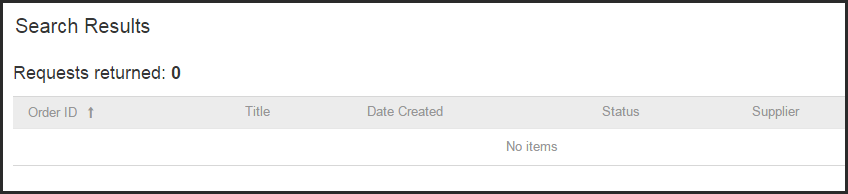 Search Results
Requests returned: 0
Order ID ↑ Title Date Created Status Supplier
No items